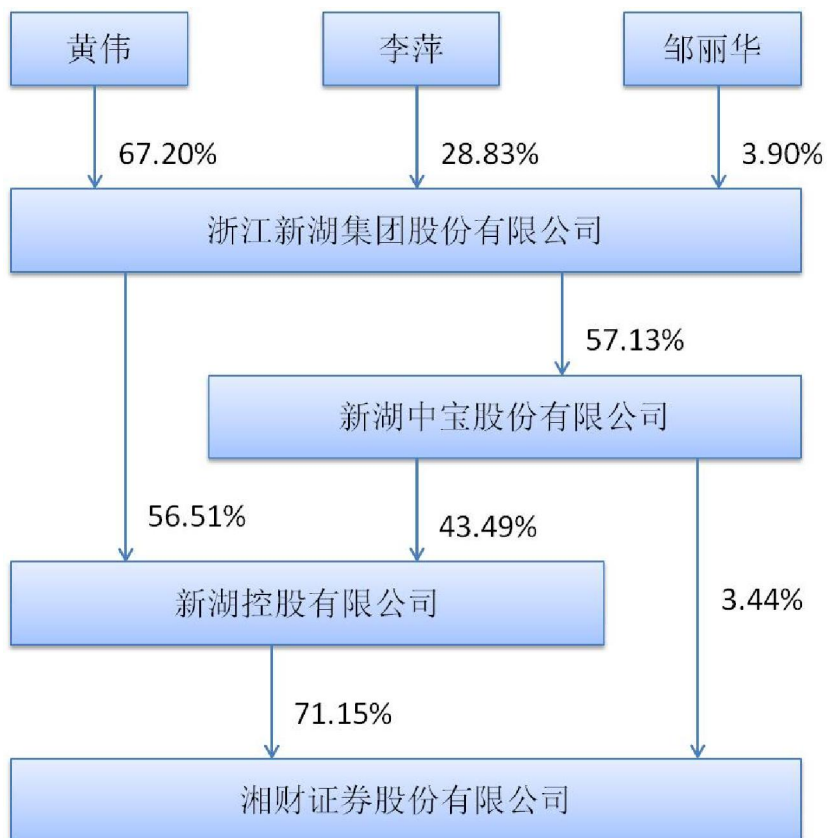 黄伟
李萍
邹丽华
67.20%
28.83%
3.90%
浙江新湖集团股份有限公司
57.13%
新湖中宝股份有限公司
56.51%
43.49%
新湖控股有限公司
3.44%
71.15%
湘财证券股份有限公司